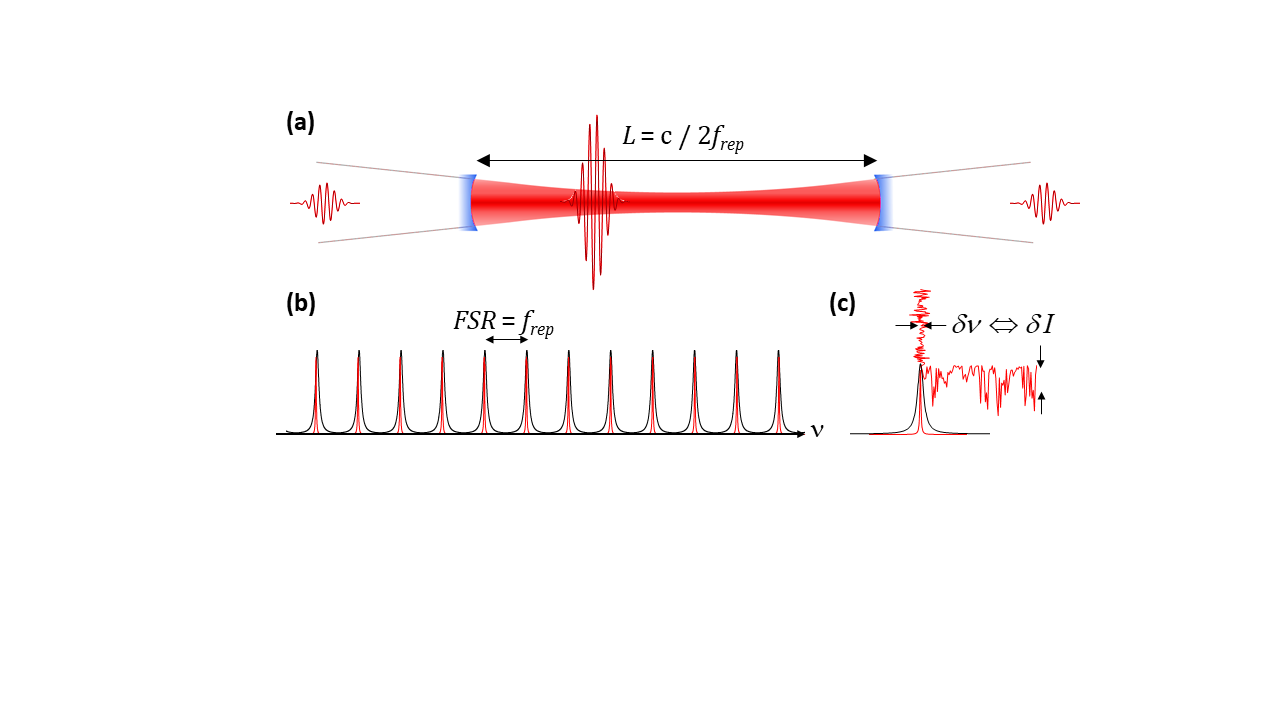 (a)
L = c / 2f_rep
(b)
FSR = f_rep
ν
(c)
δν ⇔ δI